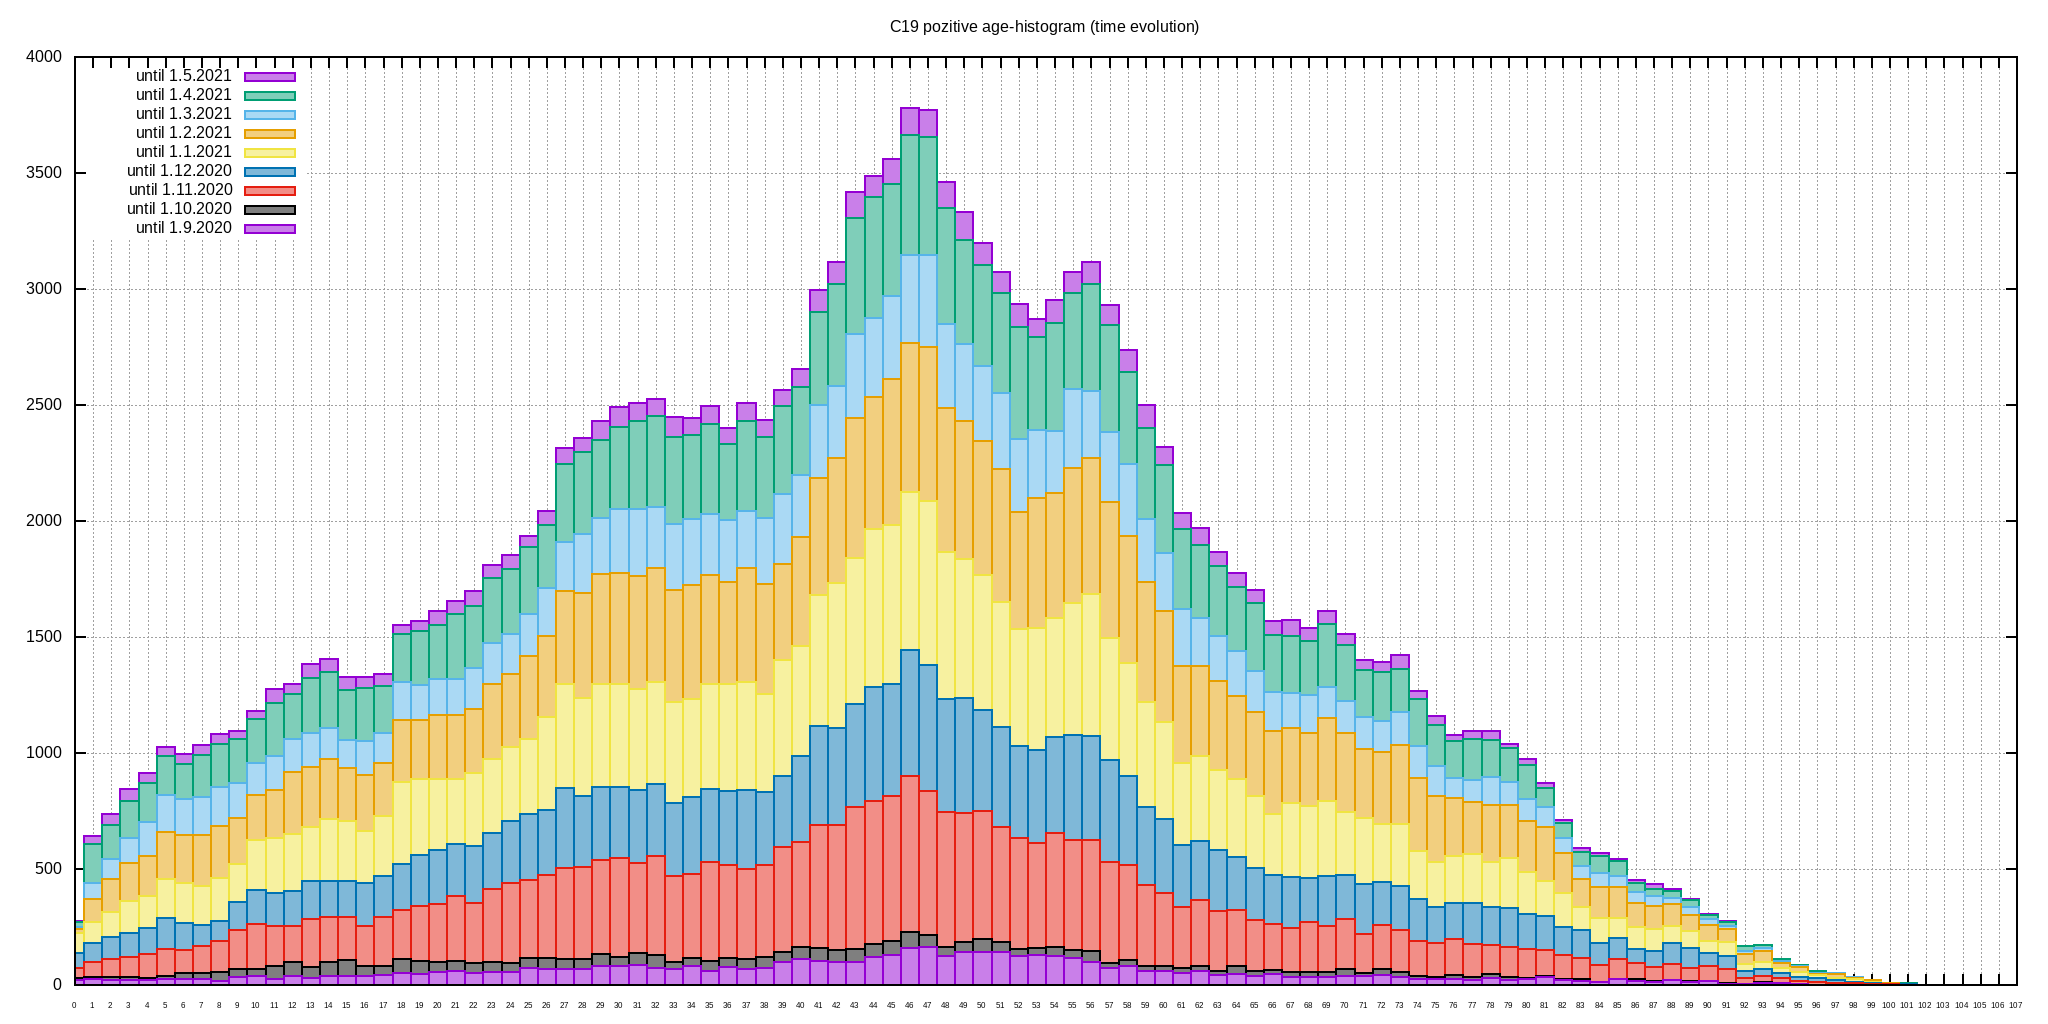 C19 pozitive age-histogram (time evolution)
4000
3500
3000
2500
2000
1500
1000
500
0
until 1.5.2021
until 1.4.2021
until 1.3.2021
until 1.2.2021
until 1.1.2021
until 1.12.2020
until 1.11.2020
until 1.10.2020
until 1.9.2020
0 1 2 3 4 5 6 7 8 9 10 11 12 13 14 15 16 17 18 19 20 21 22 23 24 25 26 27 28 29 30 31 32 33 34 35 36 37 38 39 40 41 42 43 44 45 46 47 48 49 50 51 52 53 54 55 56 57 58 59 60 61 62 63 64 65 66 67 68 69 70 71 72 73 74 75 76 77 78 79 80 81 82 83 84 85 86 87 88 89 90 91 92 93 94 95 96 97 98 99 100 101 102 103 104 105 106 107